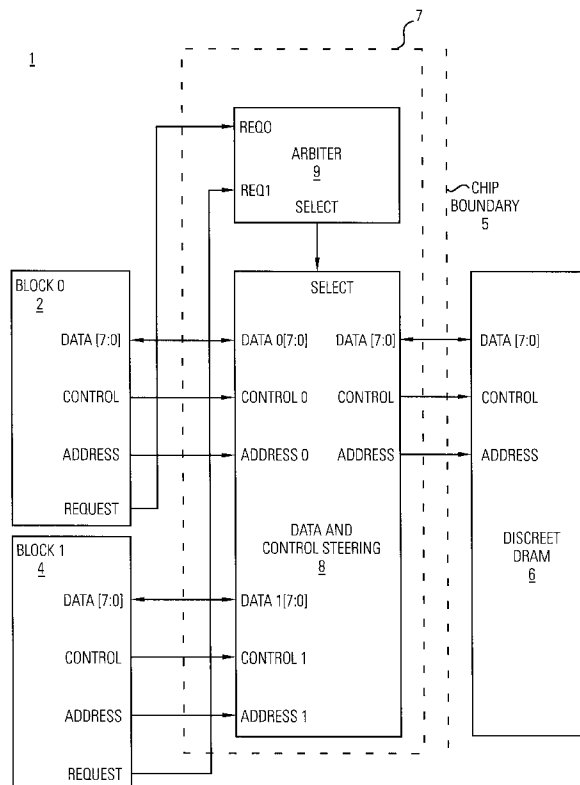 7
1
REQ0
ARBITER
9
REQ1
SELECT
CHIP
BOUNDARY
5
BLOCK 0
2
DATA [7:0]
CONTROL
ADDRESS
REQUEST
SELECT
DATA 0[7:0]
DATA [7:0]
CONTROL 0
CONTROL
ADDRESS 0
ADDRESS
DATA AND
CONTROL STEERING
8
DATA 1[7:0]
CONTROL 1
ADDRESS 1
DATA [7:0]
CONTROL
ADDRESS
DISCREET
DRAM
6
BLOCK 1
4
DATA [7:0]
CONTROL
ADDRESS
REQUEST